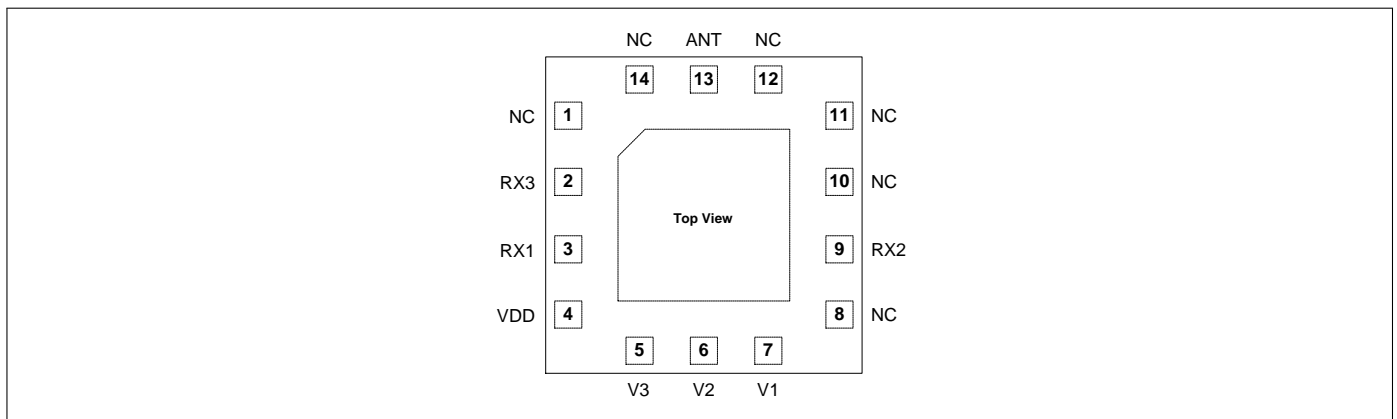 NC ANT NC
14 13 12
NC 1 11 NC
RX3 2 10 NC
Top View
RX1 3 9 RX2
VDD 4 8 NC
5 6 7
V3 V2 V1